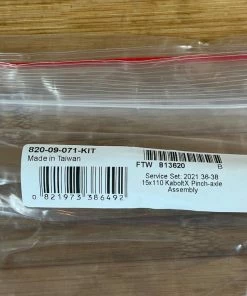 820-09-071-KIT
Made in Taiwan
FTW 813620
B
Service Set: 2021 36-38
15x110 KaboltX Pinch-axle
Assembly
0 821973 386492